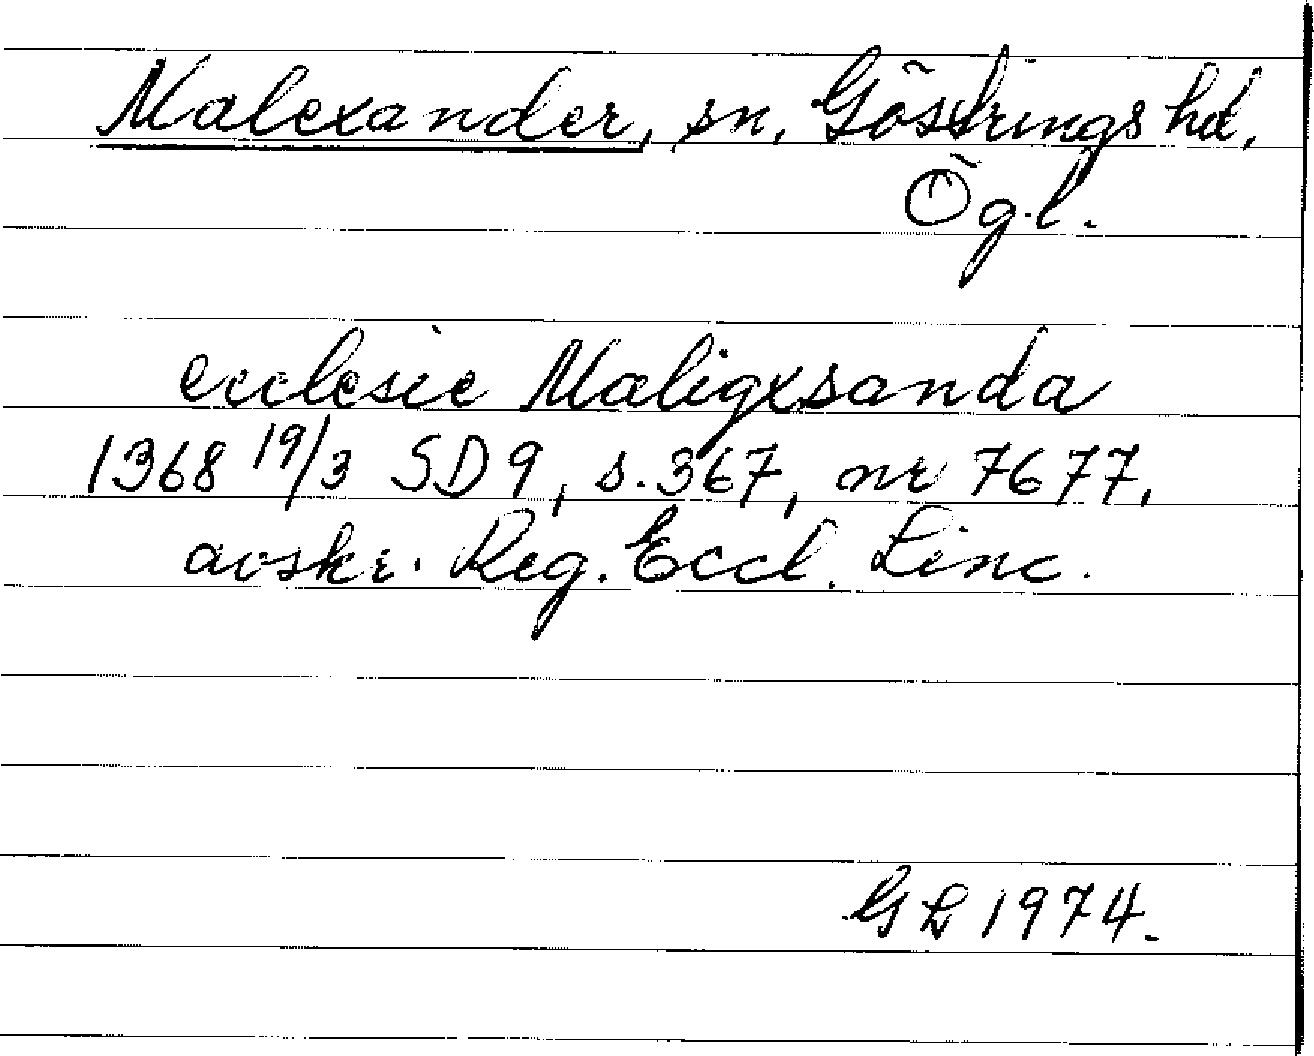 Malexander, sn, Göstrings hd,
Ögl.
ecclesie Maligxsanda
1368 19/3 SD 9, s. 367, nr 7677,
avskr. Reg. Eccl. Linc.
GL 1974.